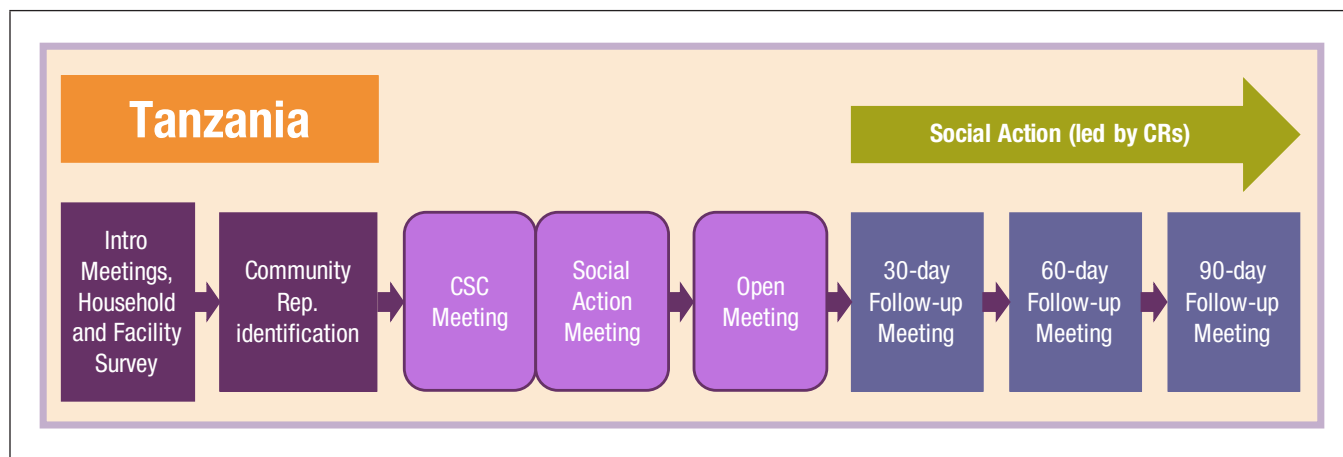 Tanzania
Social Action (led by CRs)
Intro
Meetings,
Household
and Facility
Survey
Community
Rep.
identification
CSC
Meeting
Social
Action
Meeting
Open
Meeting
30-day
Follow-up
Meeting
60-day
Follow-up
Meeting
90-day
Follow-up
Meeting